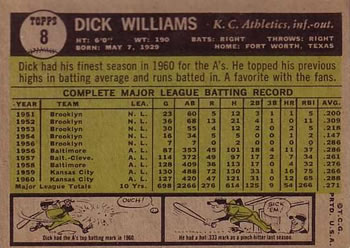 TOPPS
8
DICK WILLIAMS
K. C. Athletics, inf.-out.
HT: 6'0" WT: 190 BATS: RIGHT THROWS: RIGHT
BORN: MAY 7, 1929 HOME: FORT WORTH, TEXAS
Dick had his finest season in 1960 for the A's. He topped his previous
highs in batting average and runs batted in. A favorite with the fans.
COMPLETE MAJOR LEAGUE BATTING RECORD
YEAR TEAM LEA. G AB R H 2B 3B HR RBI AVG.
1951 Brooklyn N. L. 23 60 5 12 3 1 1 5 .200
1952 Brooklyn N. L. 36 68 13 21 4 1 0 11 .309
1953 Brooklyn N. L. 30 55 4 12 2 0 2 5 .218
1954 Brooklyn N. L. 16 34 5 5 0 0 1 2 .147
1956 Brooklyn N. L. 7 7 0 2 0 0 0 0 .286
1956 Baltimore A. L. 87 353 45 101 18 4 11 37 .286
1957 Balt.-Cleve. A. L. 114 372 49 99 17 2 7 34
1958 Baltimore A. L. 128 409 36 113 17 0 4 32 .276
1959 Kansas City A. L. 130 488 72 130 33 1 16 75 .266
1960 Kansas City A. L. 127 420 47 121 31 0 12 65 .288
Major League Totals 10 Yrs. 698 2266 276 616 125 9 54 266 .271
© T.C.G.
PRTD. U.S.A.
OUCH!
Dick had the A's top batting mark in 1960.
SICK 'EM
He had a hot .333 mark as a pinch-hitter last season.